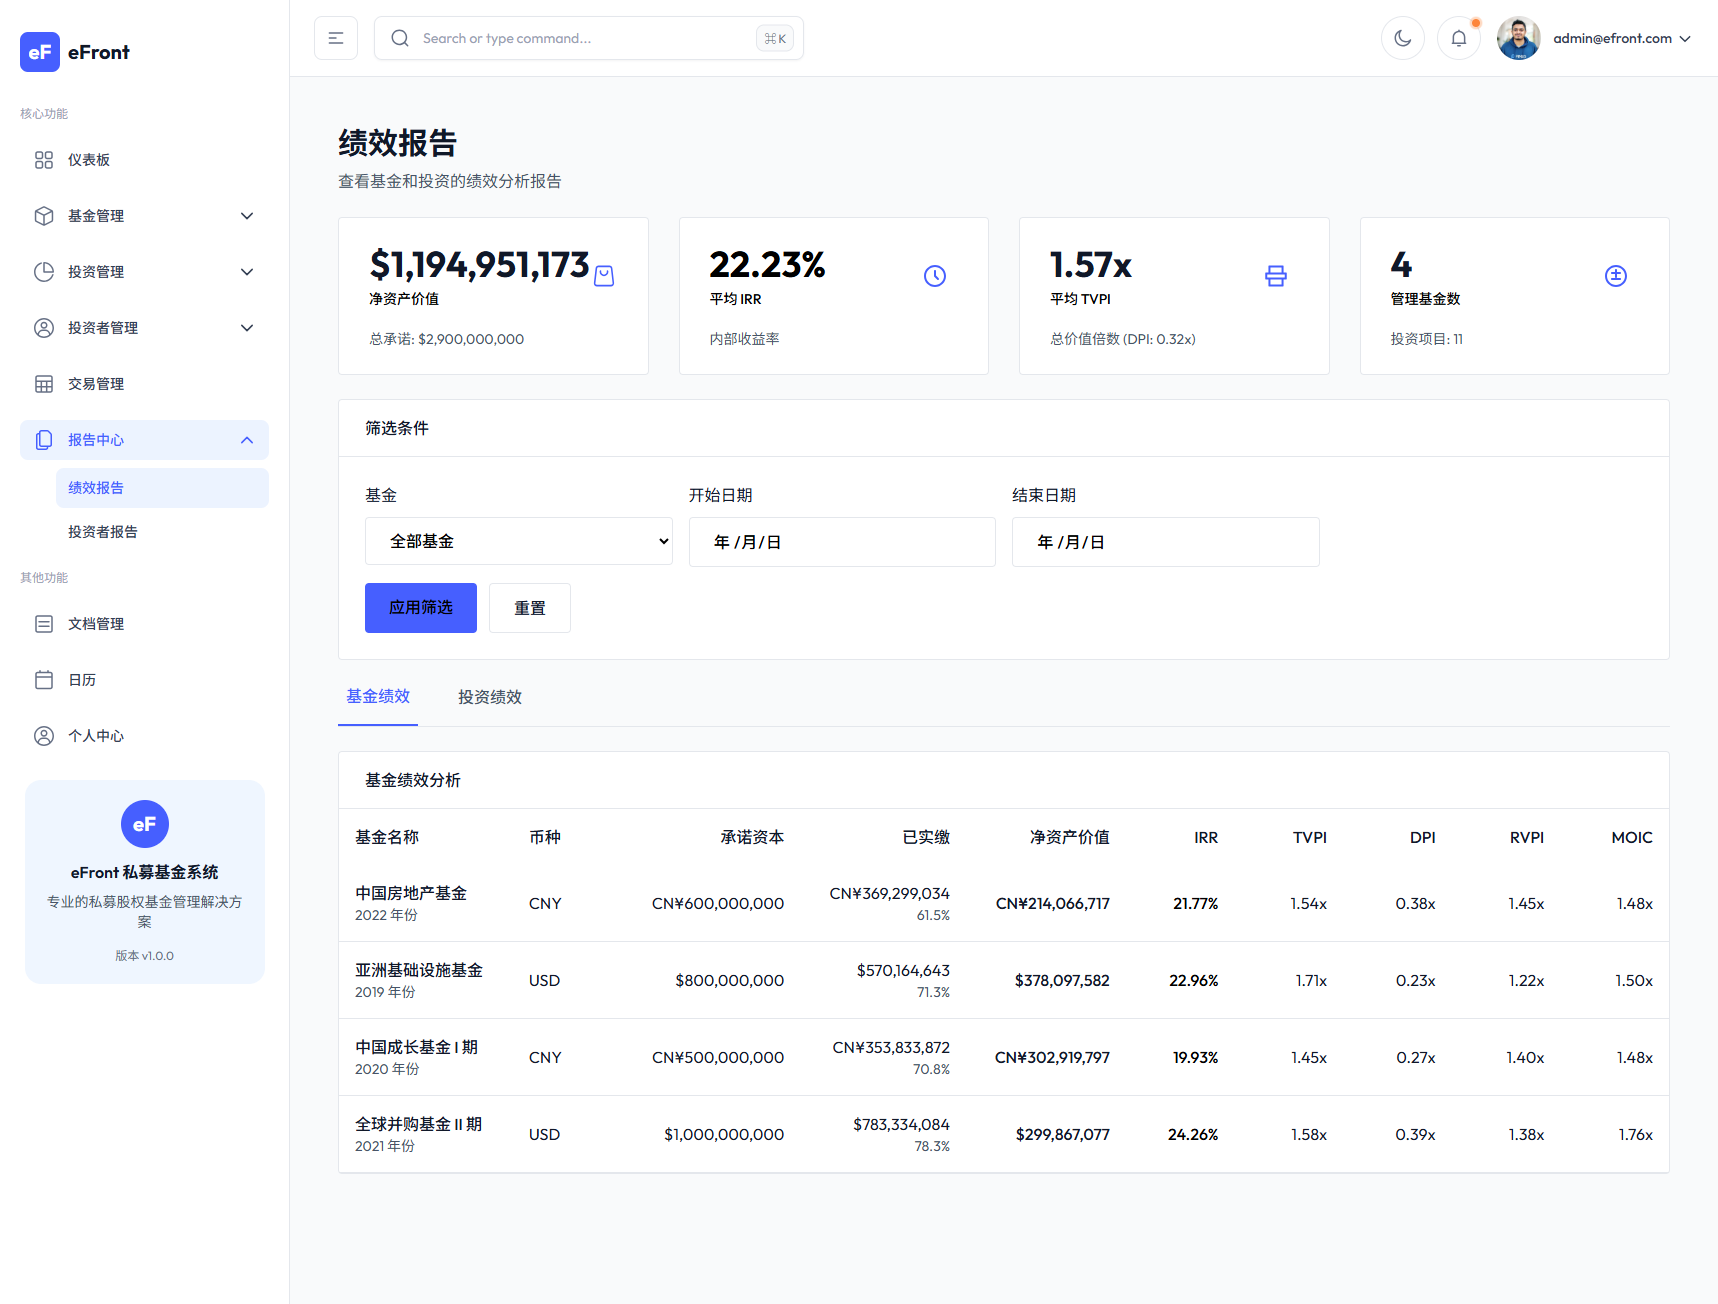 eF eFront
核心功能
仪表板
基金管理
投资管理
投资者管理
交易管理
报告中心
绩效报告
投资者报告
其他功能
文档管理
日历
个人中心
eF
eFront 私募基金系统
专业的私募股权基金管理解决方
案
版本 v1.0.0
Search or type command... ⌘K
admin@efront.com
绩效报告
查看基金和投资的绩效分析报告
$1,194,951,173
净资产价值
总承诺: $2,900,000,000
22.23%
平均 IRR
内部收益率
1.57x
平均 TVPI
总价值倍数 (DPI: 0.32x)
4
管理基金数
投资项目: 11
筛选条件
基金 开始日期 结束日期
全部基金 年 /月/日 年 /月/日
应用筛选 重置
基金绩效 投资绩效
基金绩效分析
基金名称 币种 承诺资本 已实缴 净资产价值 IRR TVPI DPI RVPI MOIC
中国房地产基金 CNY CN¥600,000,000 CN¥369,299,034 CN¥214,066,717 21.77% 1.54x 0.38x 1.45x 1.48x
2022 年份 61.5%
亚洲基础设施基金 USD $800,000,000 $570,164,643 $378,097,582 22.96% 1.71x 0.23x 1.22x 1.50x
2019 年份 71.3%
中国成长基金 I 期 CNY CN¥500,000,000 CN¥353,833,872 CN¥302,919,797 19.93% 1.45x 0.27x 1.40x 1.48x
2020 年份 70.8%
全球并购基金 II 期 USD $1,000,000,000 $783,334,084 $299,867,077 24.26% 1.58x 0.39x 1.38x 1.76x
2021 年份 78.3%